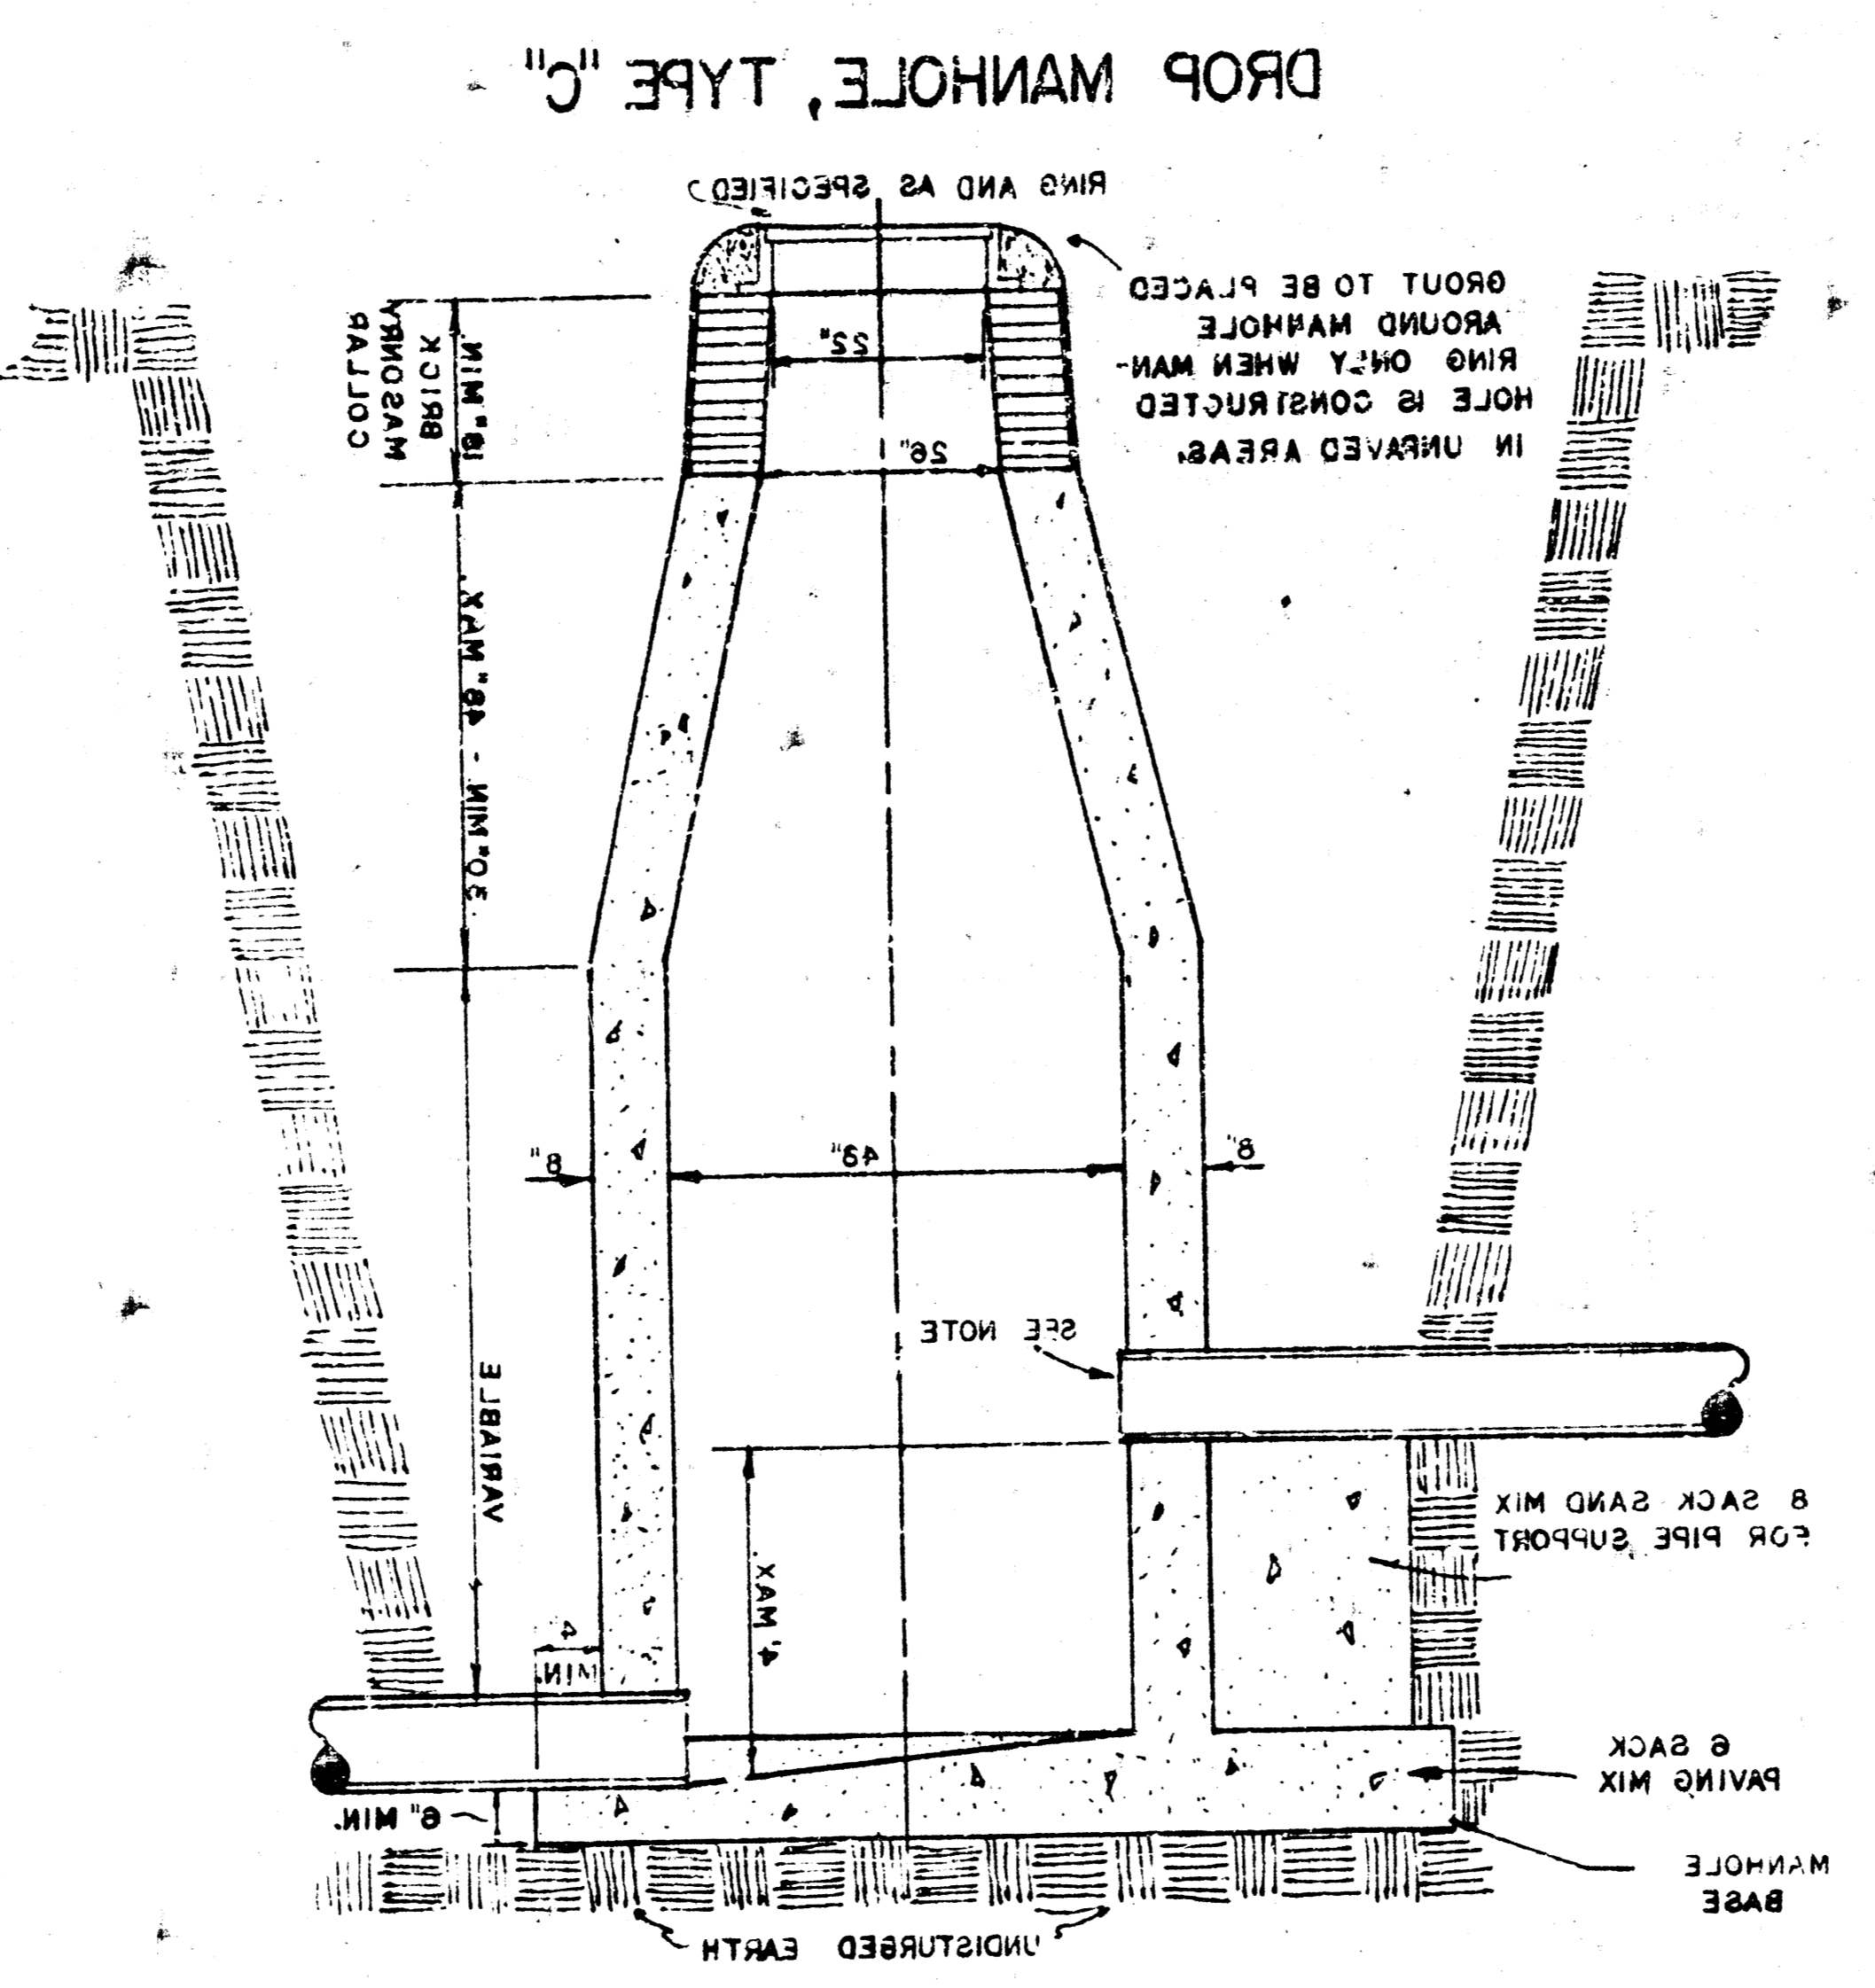 DROP MANHOLE, TYPE "C"
RING AND AS SPECIFIED
GROUT TO BE PLACED
AROUND MANHOLE
RING ONLY WHEN MAN-
HOLE IS CONSTRUCTED
IN UNPAVED AREAS.
COLLAR
MASONRY
BRICK
18" MIN.
22"
26"
30" MIN. - 48" MAX.
8"
48"
8"
SEE NOTE
VARIABLE
4' MAX.
8 SACK SAND MIX
FOR PIPE SUPPORT
4
MIN.
6 SACK
PAVING MIX
6" MIN.
MANHOLE
BASE
UNDISTURBED EARTH